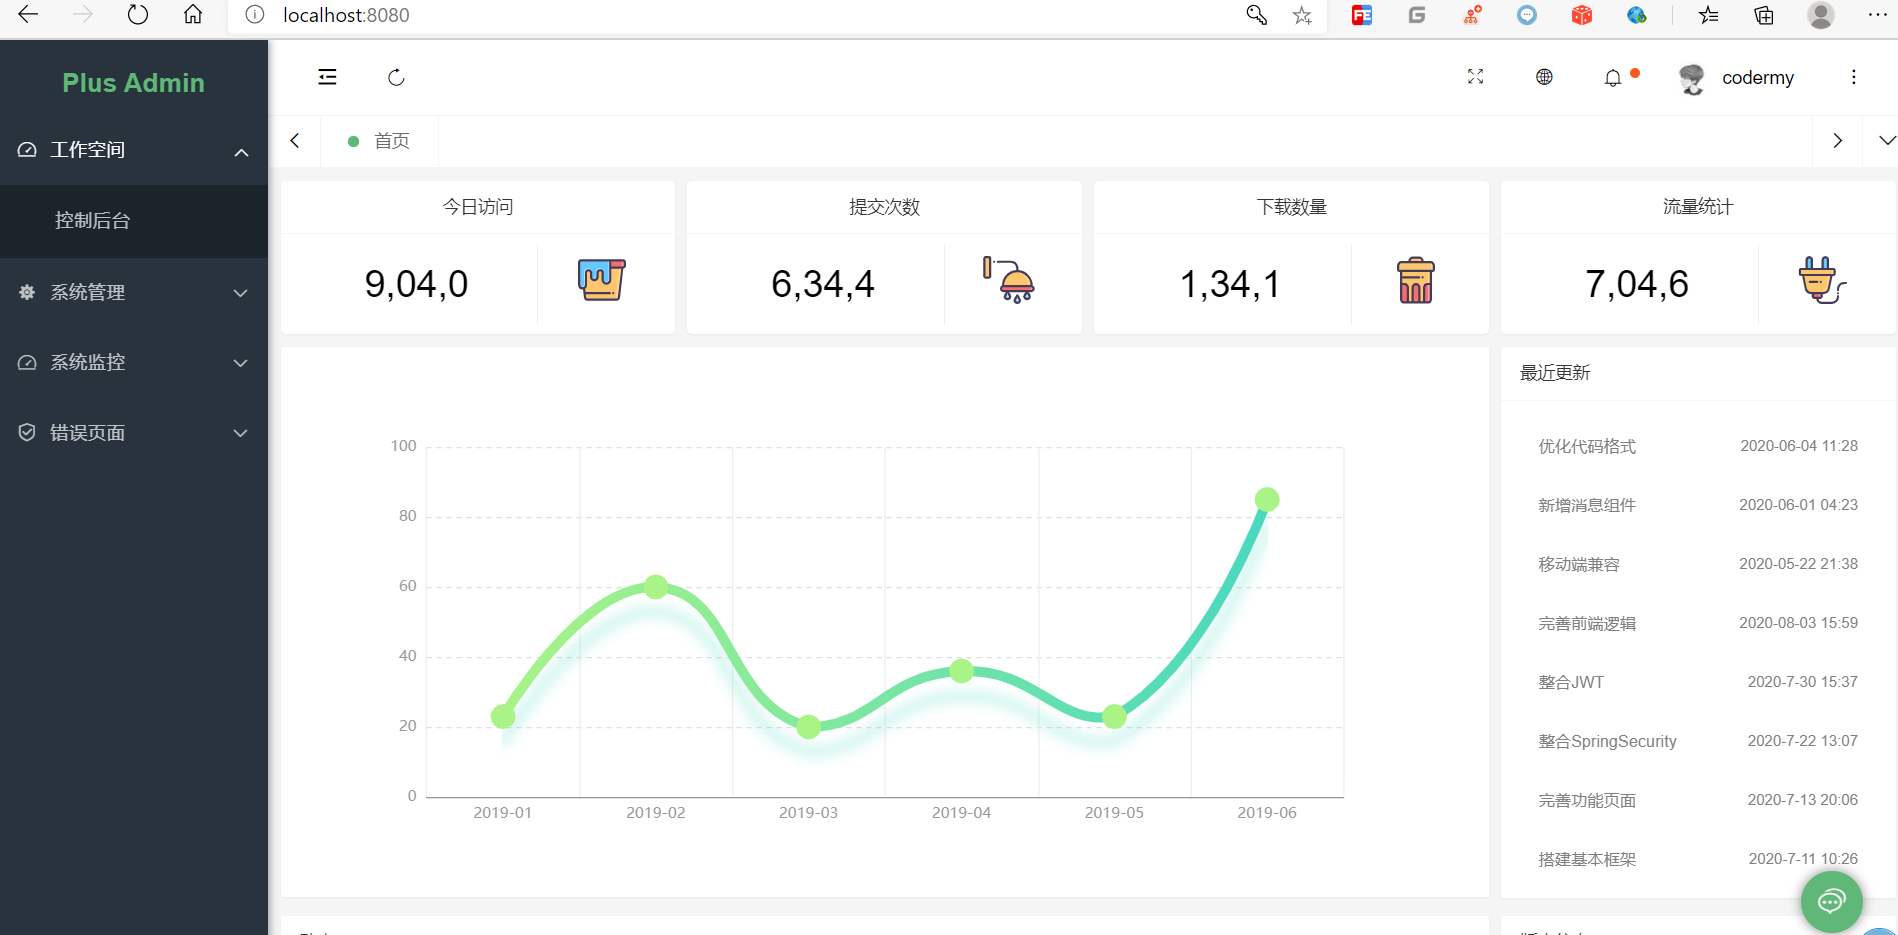 localhost:8080
Plus Admin
codermy
工作空间
控制后台
系统管理
系统监控
错误页面
首页
今日访问
9,04,0
提交次数
6,34,4
下载数量
1,34,1
流量统计
7,04,6
100
80
60
40
20
0
2019-01
2019-02
2019-03
2019-04
2019-05
2019-06
最近更新
优化代码格式 2020-06-04 11:28
新增消息组件 2020-06-01 04:23
移动端兼容 2020-05-22 21:38
完善前端逻辑 2020-08-03 15:59
整合JWT 2020-7-30 15:37
整合SpringSecurity 2020-7-22 13:07
完善功能页面 2020-7-13 20:06
搭建基本框架 2020-7-11 10:26